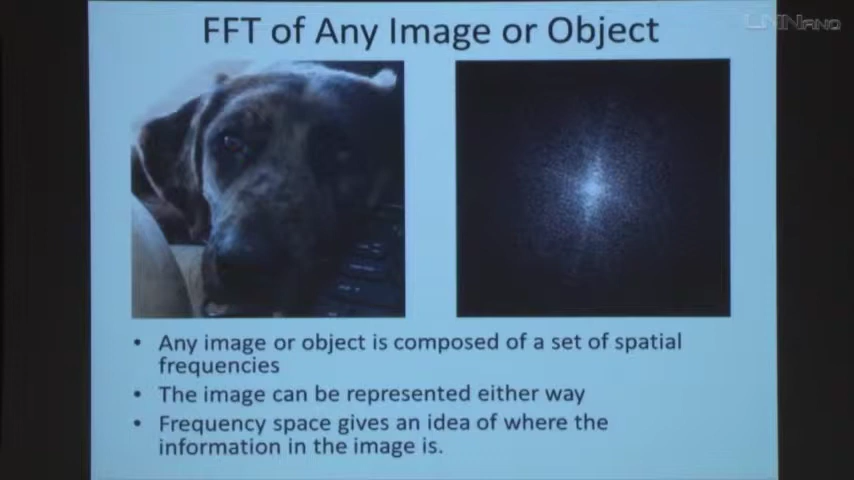 FFT of Any Image or Object
• Any image or object is composed of a set of spatial
frequencies
• The image can be represented either way
• Frequency space gives an idea of where the
information in the image is.